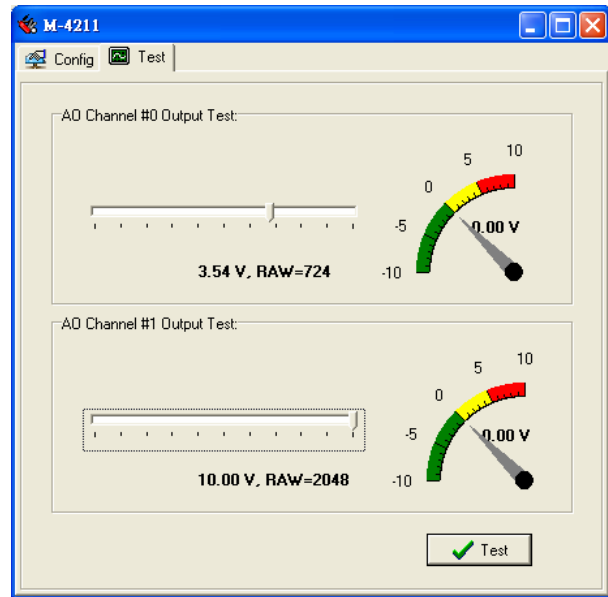 M-4211
Config Test
AO Channel #0 Output Test:
10
5
0
-5
0.00 V
-10
3.54 V, RAW=724
AO Channel #1 Output Test:
10
5
0
-5
0.00 V
-10
10.00 V, RAW=2048
Test